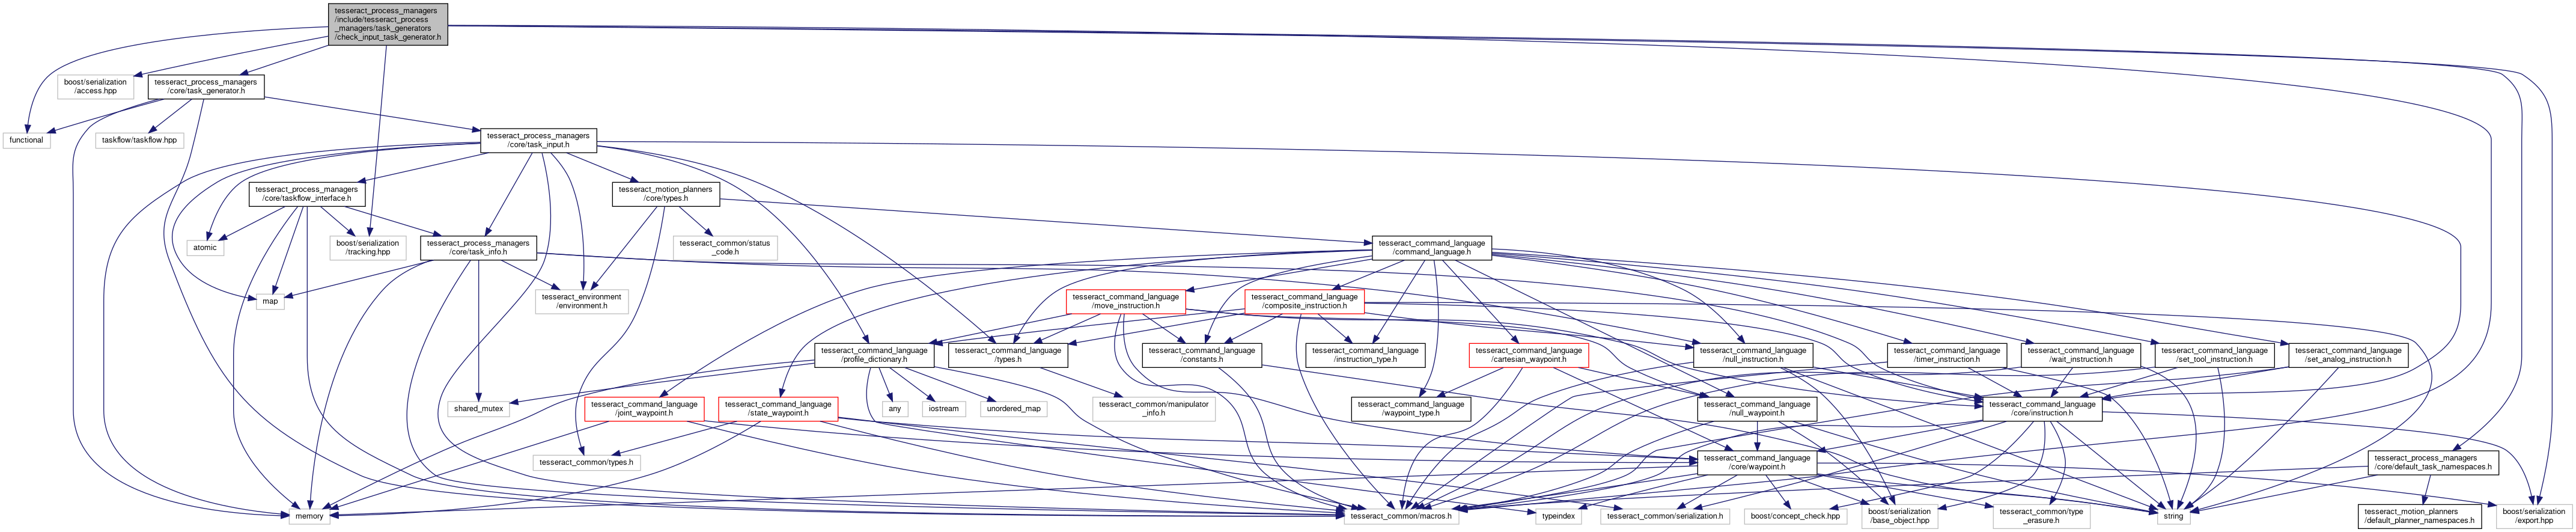 tesseract_process_managers
/include/tesseract_process
_managers/task_generators
/check_input_task_generator.h
boost/serialization
/access.hpp
tesseract_process_managers
/core/task_generator.h
functional
taskflow/taskflow.hpp
tesseract_process_managers
/core/task_input.h
tesseract_process_managers
/core/taskflow_interface.h
tesseract_motion_planners
/core/types.h
atomic
boost/serialization
/tracking.hpp
tesseract_process_managers
/core/task_info.h
tesseract_common/status
_code.h
tesseract_command_language
/command_language.h
map
tesseract_environment
/environment.h
tesseract_command_language
/move_instruction.h
tesseract_command_language
/composite_instruction.h
tesseract_command_language
/profile_dictionary.h
tesseract_command_language
/types.h
tesseract_command_language
/constants.h
tesseract_command_language
/instruction_type.h
tesseract_command_language
/cartesian_waypoint.h
tesseract_command_language
/null_instruction.h
tesseract_command_language
/timer_instruction.h
tesseract_command_language
/wait_instruction.h
tesseract_command_language
/set_tool_instruction.h
tesseract_command_language
/set_analog_instruction.h
shared_mutex
tesseract_command_language
/joint_waypoint.h
tesseract_command_language
/state_waypoint.h
any
iostream
unordered_map
tesseract_common/manipulator
_info.h
tesseract_command_language
/waypoint_type.h
tesseract_command_language
/null_waypoint.h
tesseract_command_language
/core/instruction.h
tesseract_common/types.h
tesseract_command_language
/core/waypoint.h
tesseract_process_managers
/core/default_task_namespaces.h
memory
tesseract_common/macros.h
typeindex
tesseract_common/serialization.h
boost/concept_check.hpp
boost/serialization
/base_object.hpp
tesseract_common/type
_erasure.h
string
tesseract_motion_planners
/default_planner_namespaces.h
boost/serialization
/export.hpp